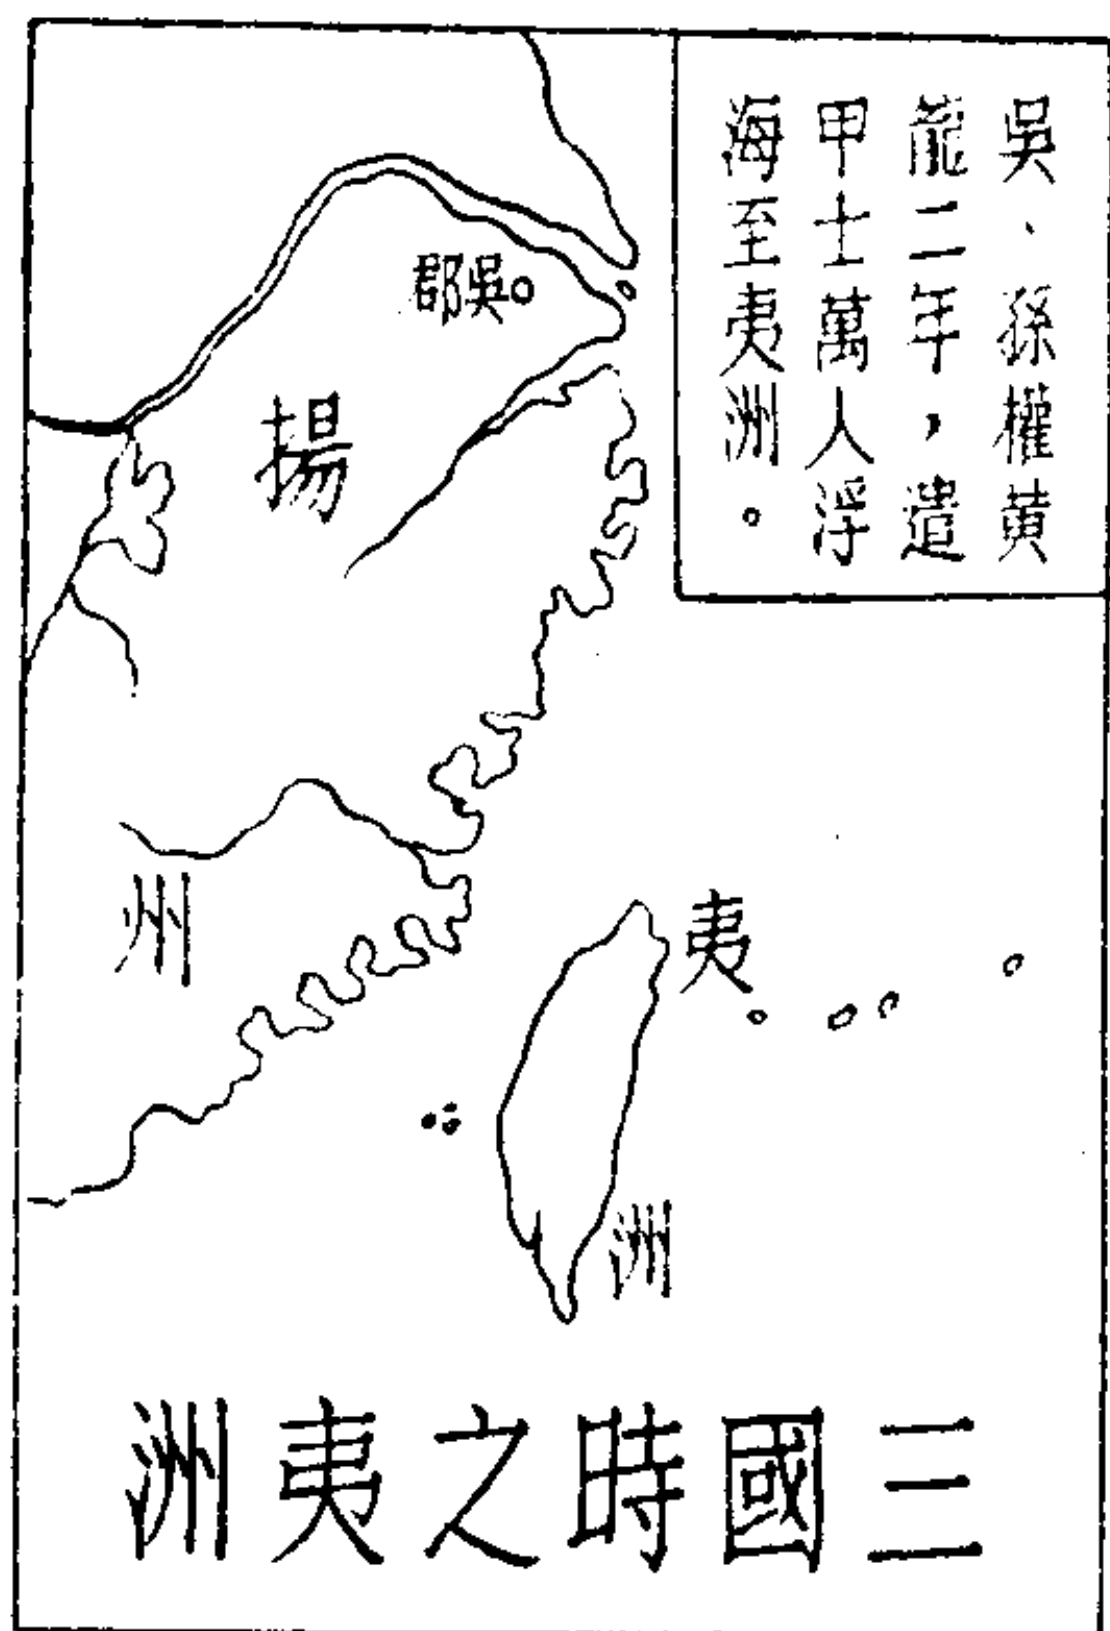 吳、孫權黃
龍二年，遣
甲士萬人浮
海至夷洲。
吳郡
揚
州
夷
洲
三國時之夷洲